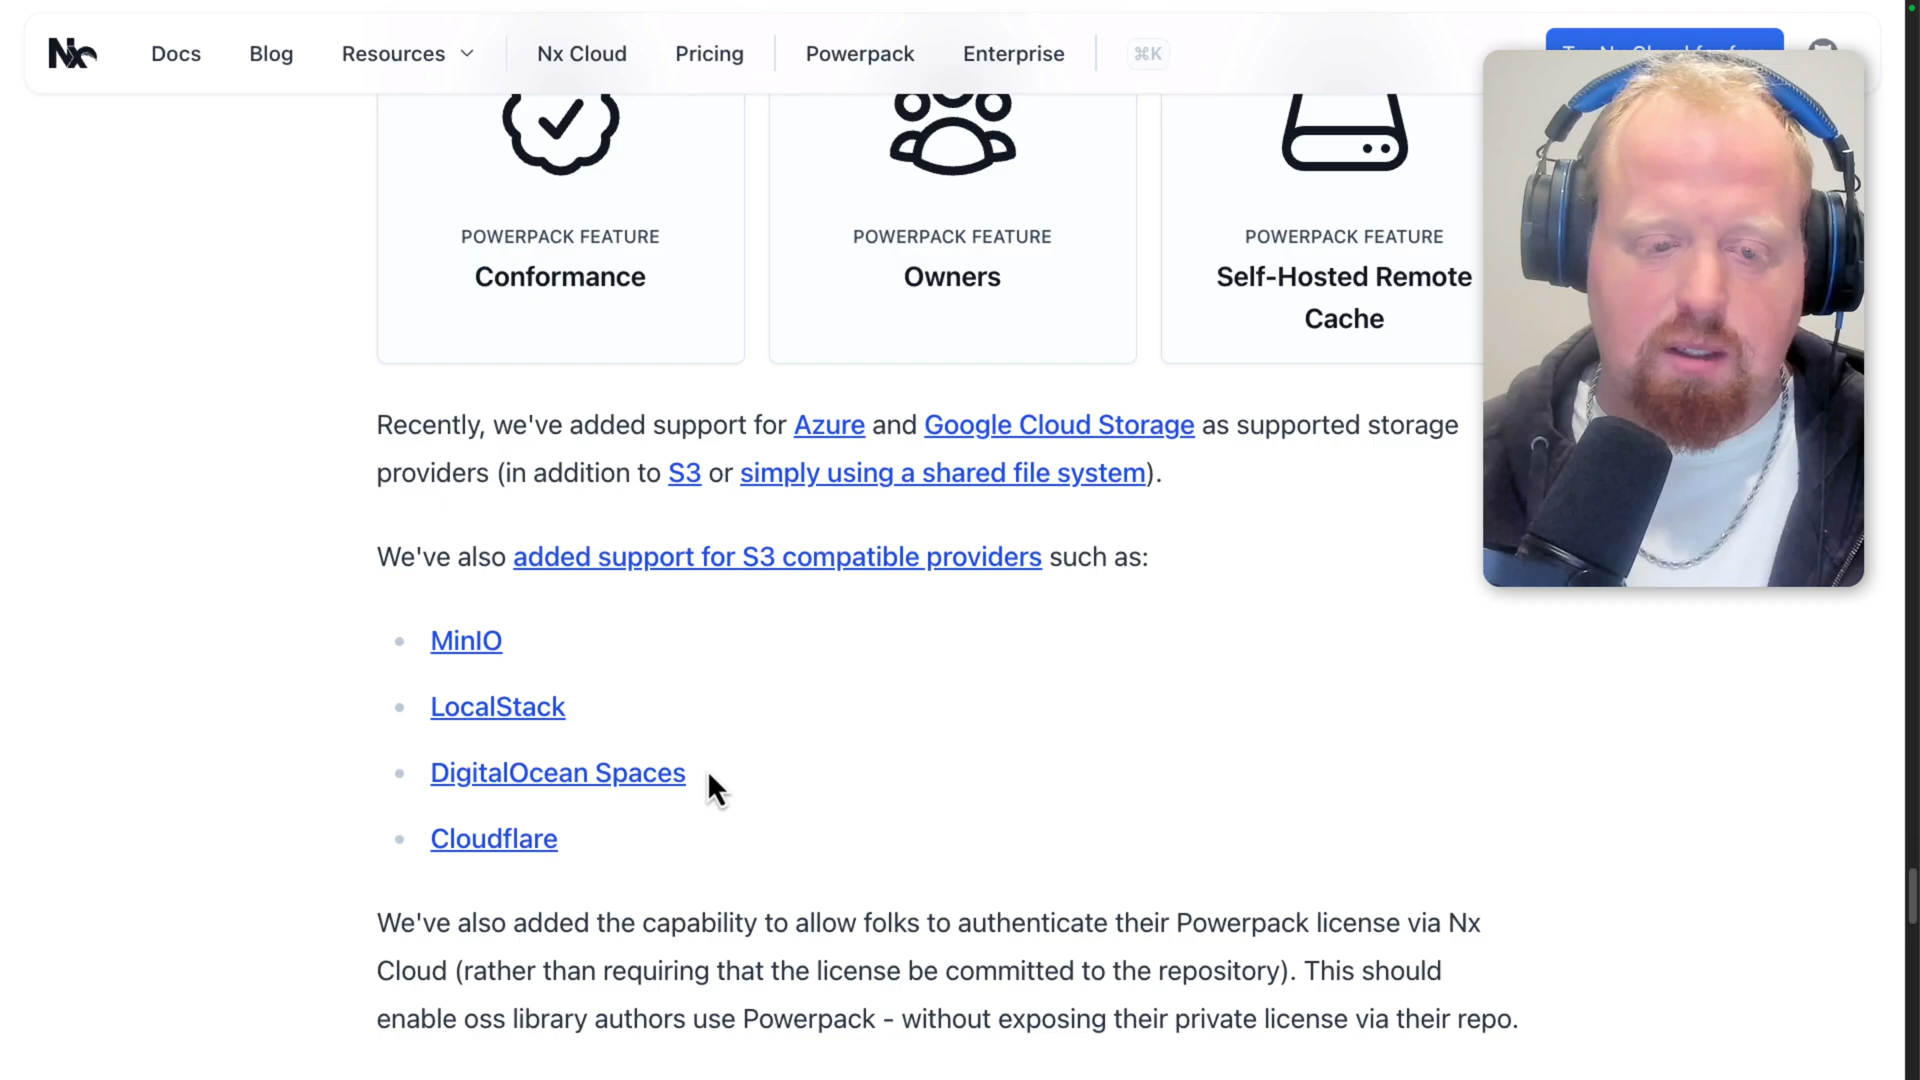 Nx
Docs
Blog
Resources
Nx Cloud
Pricing
Powerpack
Enterprise
⌘K
POWERPACK FEATURE
Conformance
POWERPACK FEATURE
Owners
POWERPACK FEATURE
Self-Hosted Remote
Cache
Recently, we've added support for Azure and Google Cloud Storage as supported storage
providers (in addition to S3 or simply using a shared file system).
We've also added support for S3 compatible providers such as:
MinIO
LocalStack
DigitalOcean Spaces
Cloudflare
We've also added the capability to allow folks to authenticate their Powerpack license via Nx
Cloud (rather than requiring that the license be committed to the repository). This should
enable oss library authors use Powerpack - without exposing their private license via their repo.